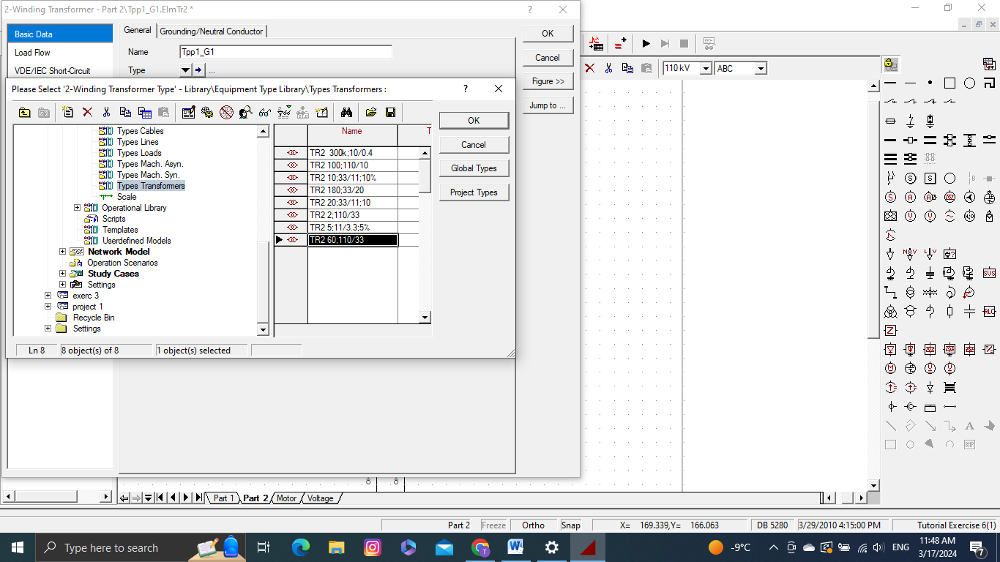 2-Winding Transformer - Part 2\Tpp1_G1.ElmTr2 *
Basic Data
Load Flow
VDE/IEC Short-Circuit
General
Grounding/Neutral Conductor
Name
Tpp1_G1
Type
...
OK
Cancel
Figure >>
Jump to ...
110 kV
ABC
Please Select '2-Winding Transformer Type' - Library\Equipment Type Library\Types Transformers :
Types Cables
Types Lines
Types Loads
Types Mach. Asyn.
Types Mach. Syn.
Types Transformers
Scale
Operational Library
Scripts
Templates
Userdefined Models
Network Model
Operation Scenarios
Study Cases
Settings
exerc 3
project 1
Recycle Bin
Settings
Name
T
TR2 300k;10/0.4
TR2 100;110/10
TR2 10;33/11;10%
TR2 180;33/20
TR2 20;33/11;10
TR2 2;110/33
TR2 5;11/3.3;5%
TR2 60;110/33
OK
Cancel
Global Types
Project Types
Ln 8
8 object(s) of 8
1 object(s) selected
SVS
RLC
BMP
Part 1
Part 2
Motor
Voltage
Part 2
Freeze
Ortho
Snap
X= 169.339,Y= 166.063
DB 5280
3/29/2010 4:15:00 PM
Tutorial Exercise 6(1)
Type here to search
-9°C
ENG
11:48 AM
3/17/2024
7